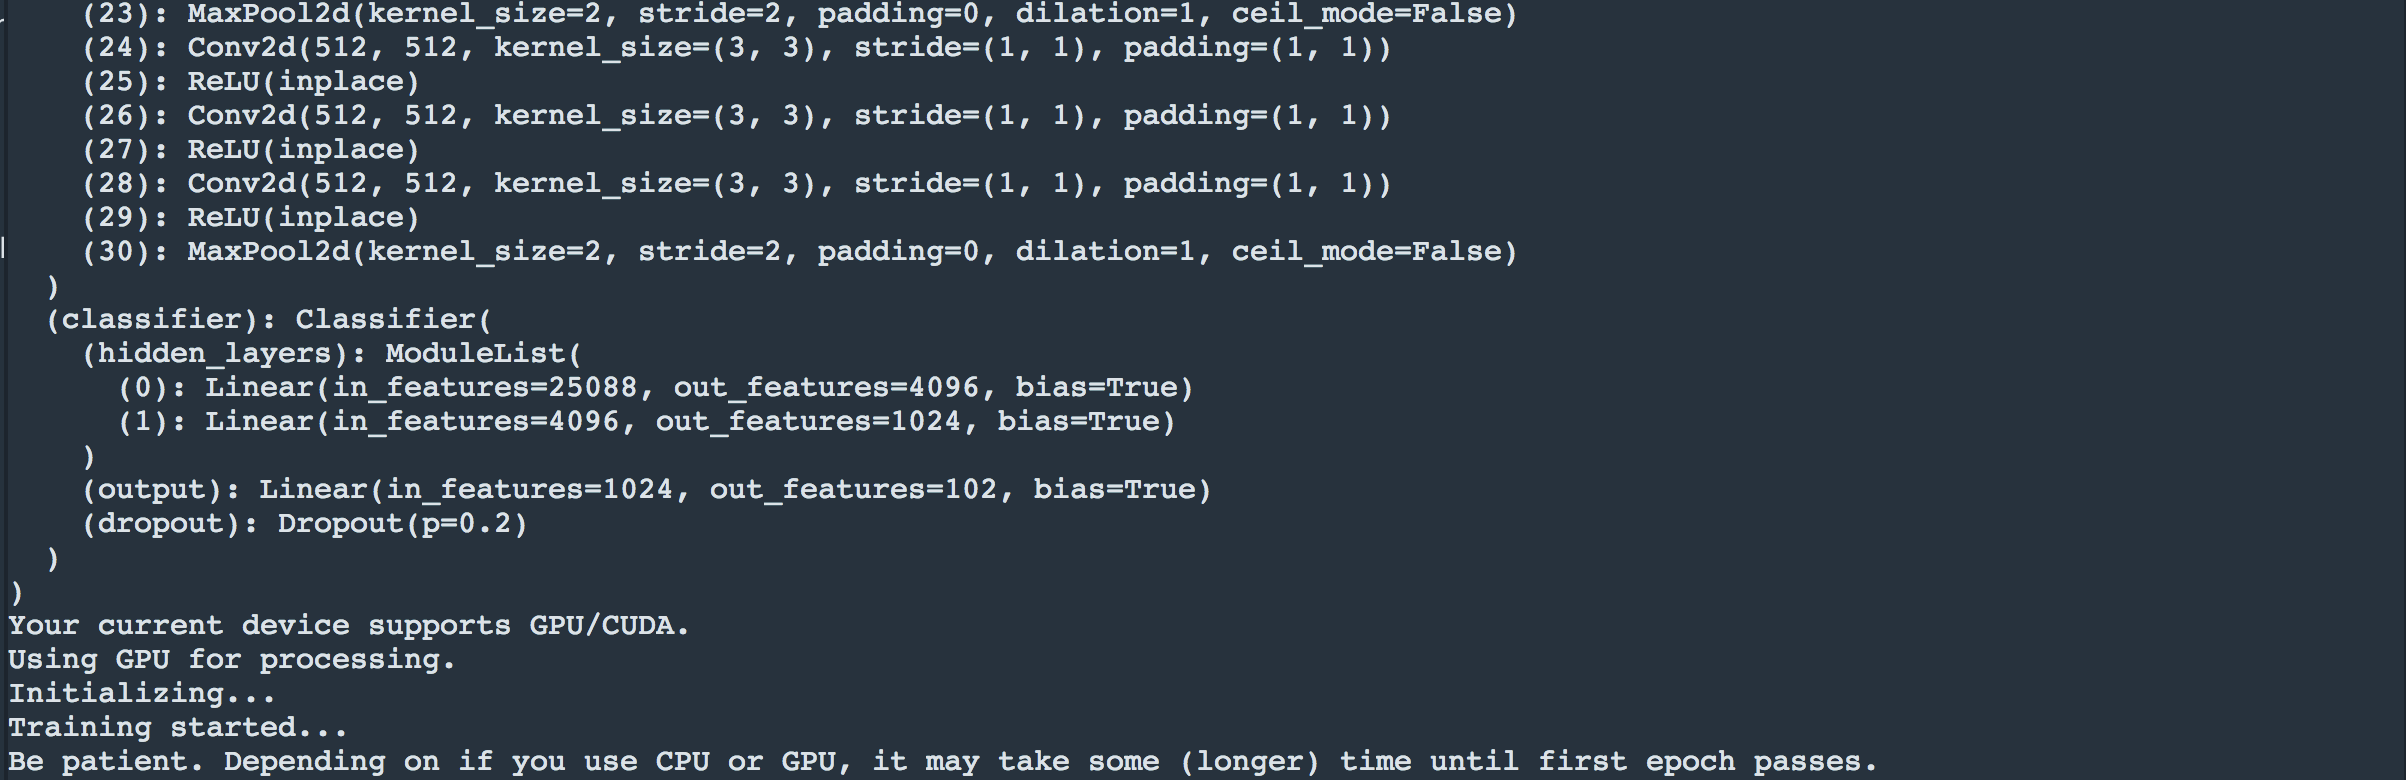 (23): MaxPool2d(kernel_size=2, stride=2, padding=0, dilation=1, ceil_mode=False)
(24): Conv2d(512, 512, kernel_size=(3, 3), stride=(1, 1), padding=(1, 1))
(25): ReLU(inplace)
(26): Conv2d(512, 512, kernel_size=(3, 3), stride=(1, 1), padding=(1, 1))
(27): ReLU(inplace)
(28): Conv2d(512, 512, kernel_size=(3, 3), stride=(1, 1), padding=(1, 1))
(29): ReLU(inplace)
(30): MaxPool2d(kernel_size=2, stride=2, padding=0, dilation=1, ceil_mode=False)
)
(classifier): Classifier(
(hidden_layers): ModuleList(
(0): Linear(in_features=25088, out_features=4096, bias=True)
(1): Linear(in_features=4096, out_features=1024, bias=True)
)
(output): Linear(in_features=1024, out_features=102, bias=True)
(dropout): Dropout(p=0.2)
)
)
Your current device supports GPU/CUDA.
Using GPU for processing.
Initializing...
Training started...
Be patient. Depending on if you use CPU or GPU, it may take some (longer) time until first epoch passes.